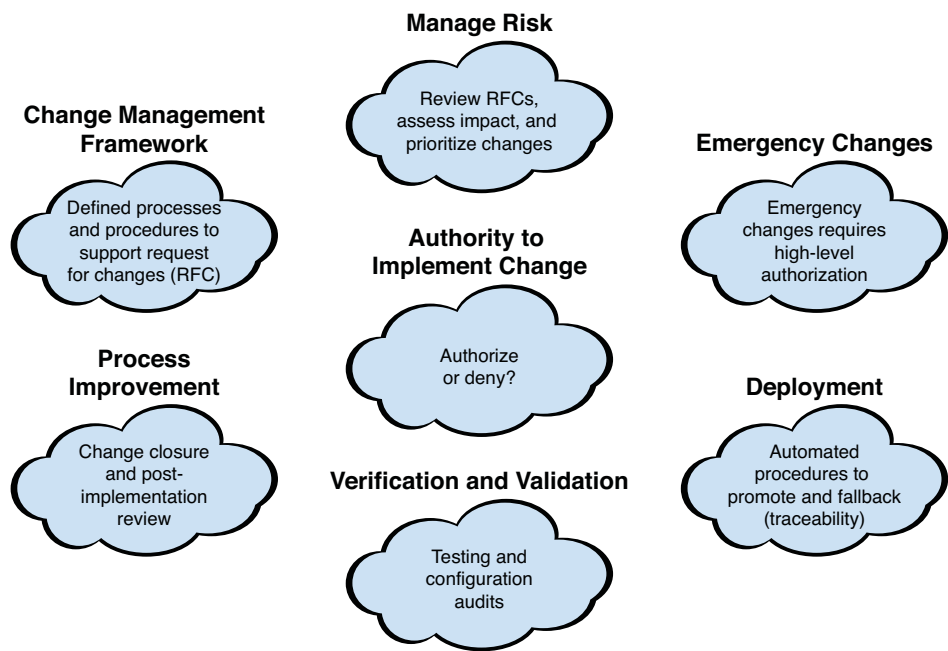 Manage Risk
Review RFCs,
assess impact, and
prioritize changes
Change Management
Framework
Defined processes
and procedures to
support request
for changes (RFC)
Emergency Changes
Emergency
changes requires
high-level
authorization
Authority to
Implement Change
Authorize
or deny?
Process
Improvement
Change closure
and post-
implementation
review
Deployment
Automated
procedures to
promote and fallback
(traceability)
Verification and Validation
Testing and
configuration
audits